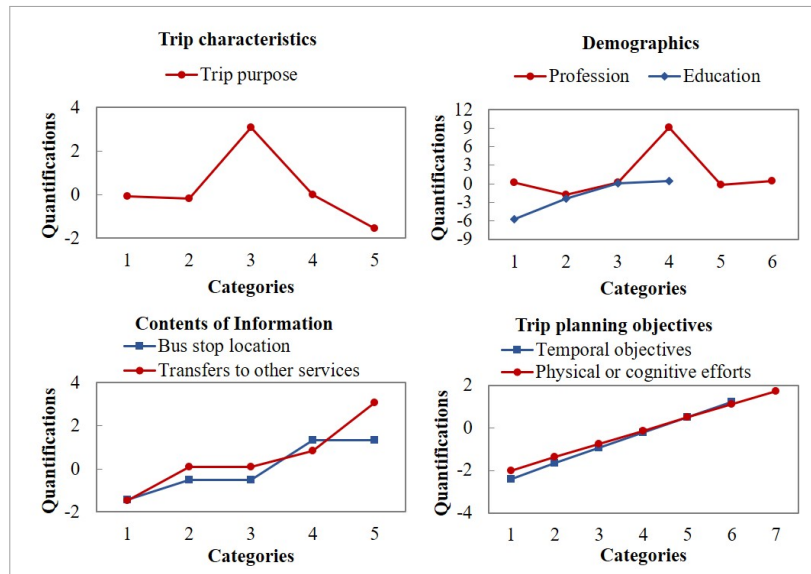 Trip characteristics
Trip purpose
Quantifications
4
2
0
-2
1 2 3 4 5
Categories
Demographics
Profession Education
Quantifications
12
9
6
3
0
-3
-6
-9
1 2 3 4 5 6
Categories
Contents of Information
Bus stop location
Transfers to other services
Quantifications
4
2
0
-2
1 2 3 4 5
Categories
Trip planning objectives
Temporal objectives
Physical or cognitive efforts
Quantifications
2
0
-2
-4
1 2 3 4 5 6 7
Categories